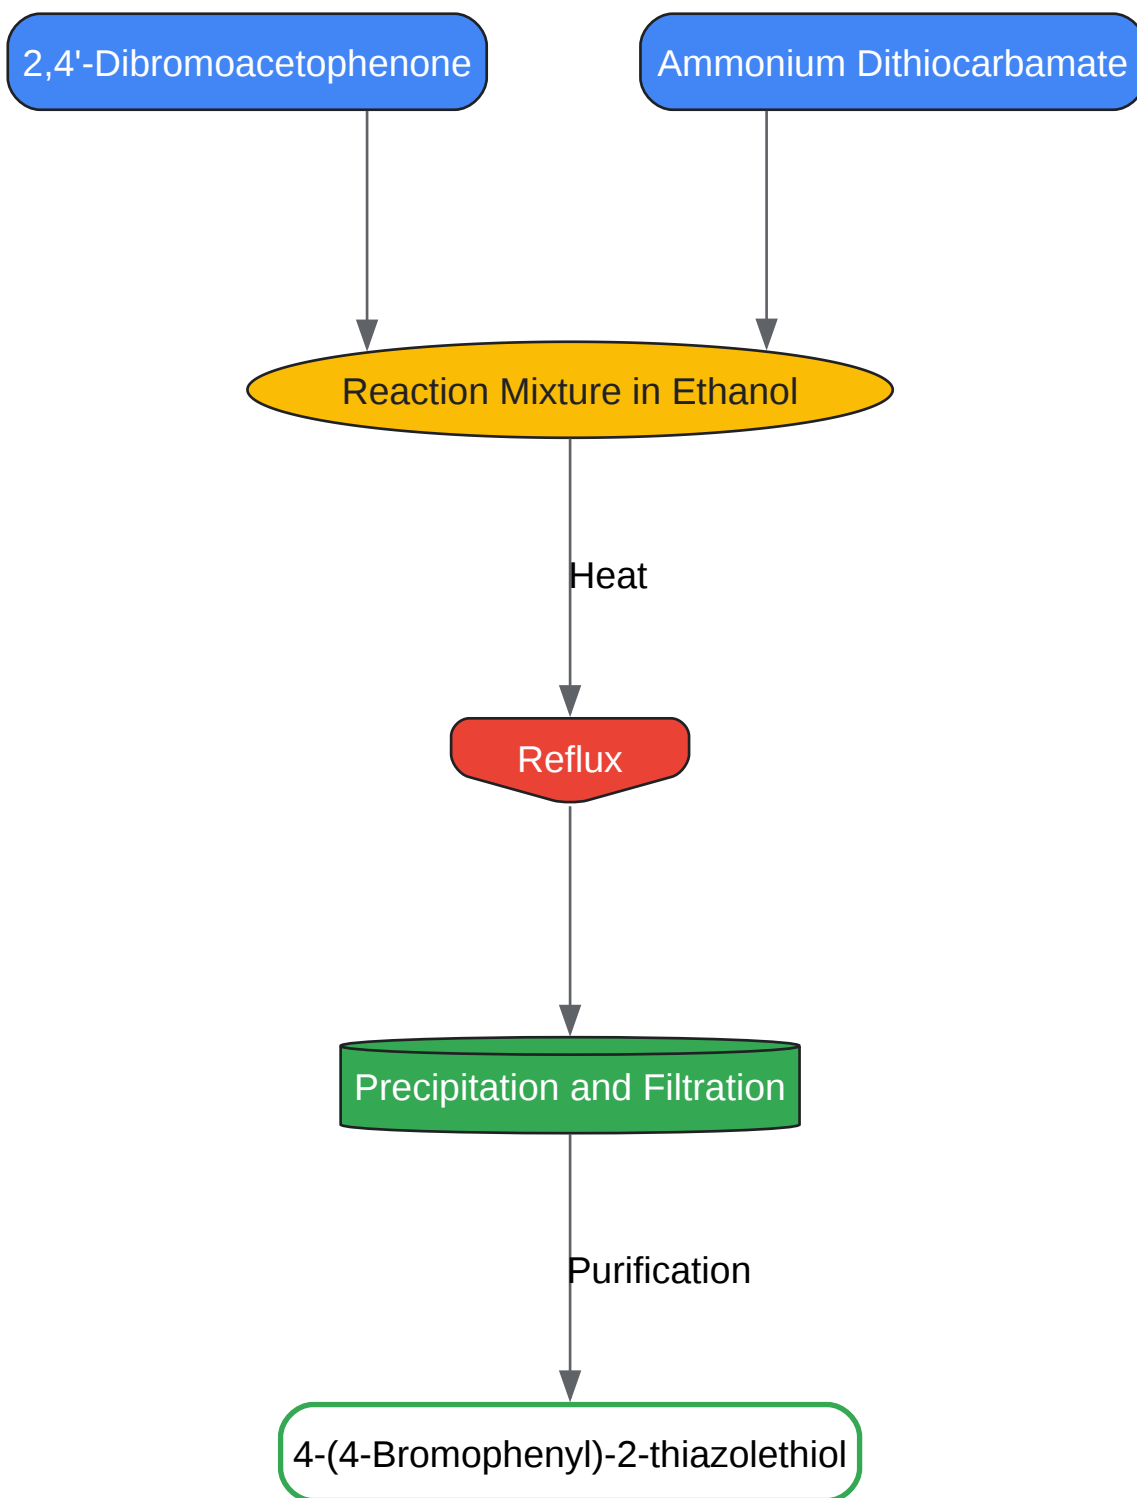 2,4'-Dibromoacetophenone
Ammonium Dithiocarbamate
Reaction Mixture in Ethanol
Heat
Reflux
Precipitation and Filtration
Purification
4-(4-Bromophenyl)-2-thiazolethiol